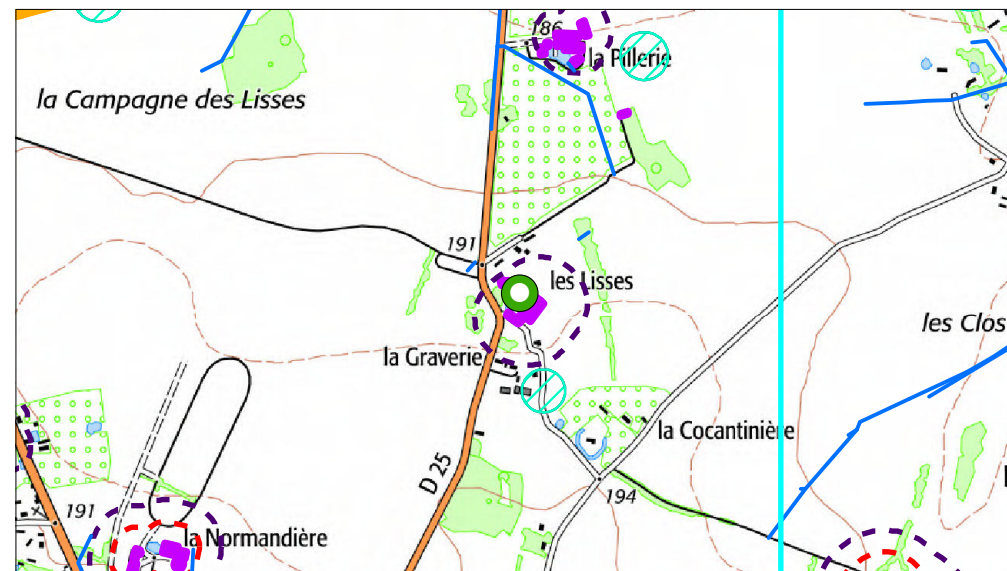 186
la Pillerie
la Campagne des Lisses
191
les Lisses
les Clos
la Graverie
la Cocantinière
D 25
194
191
la Normandière